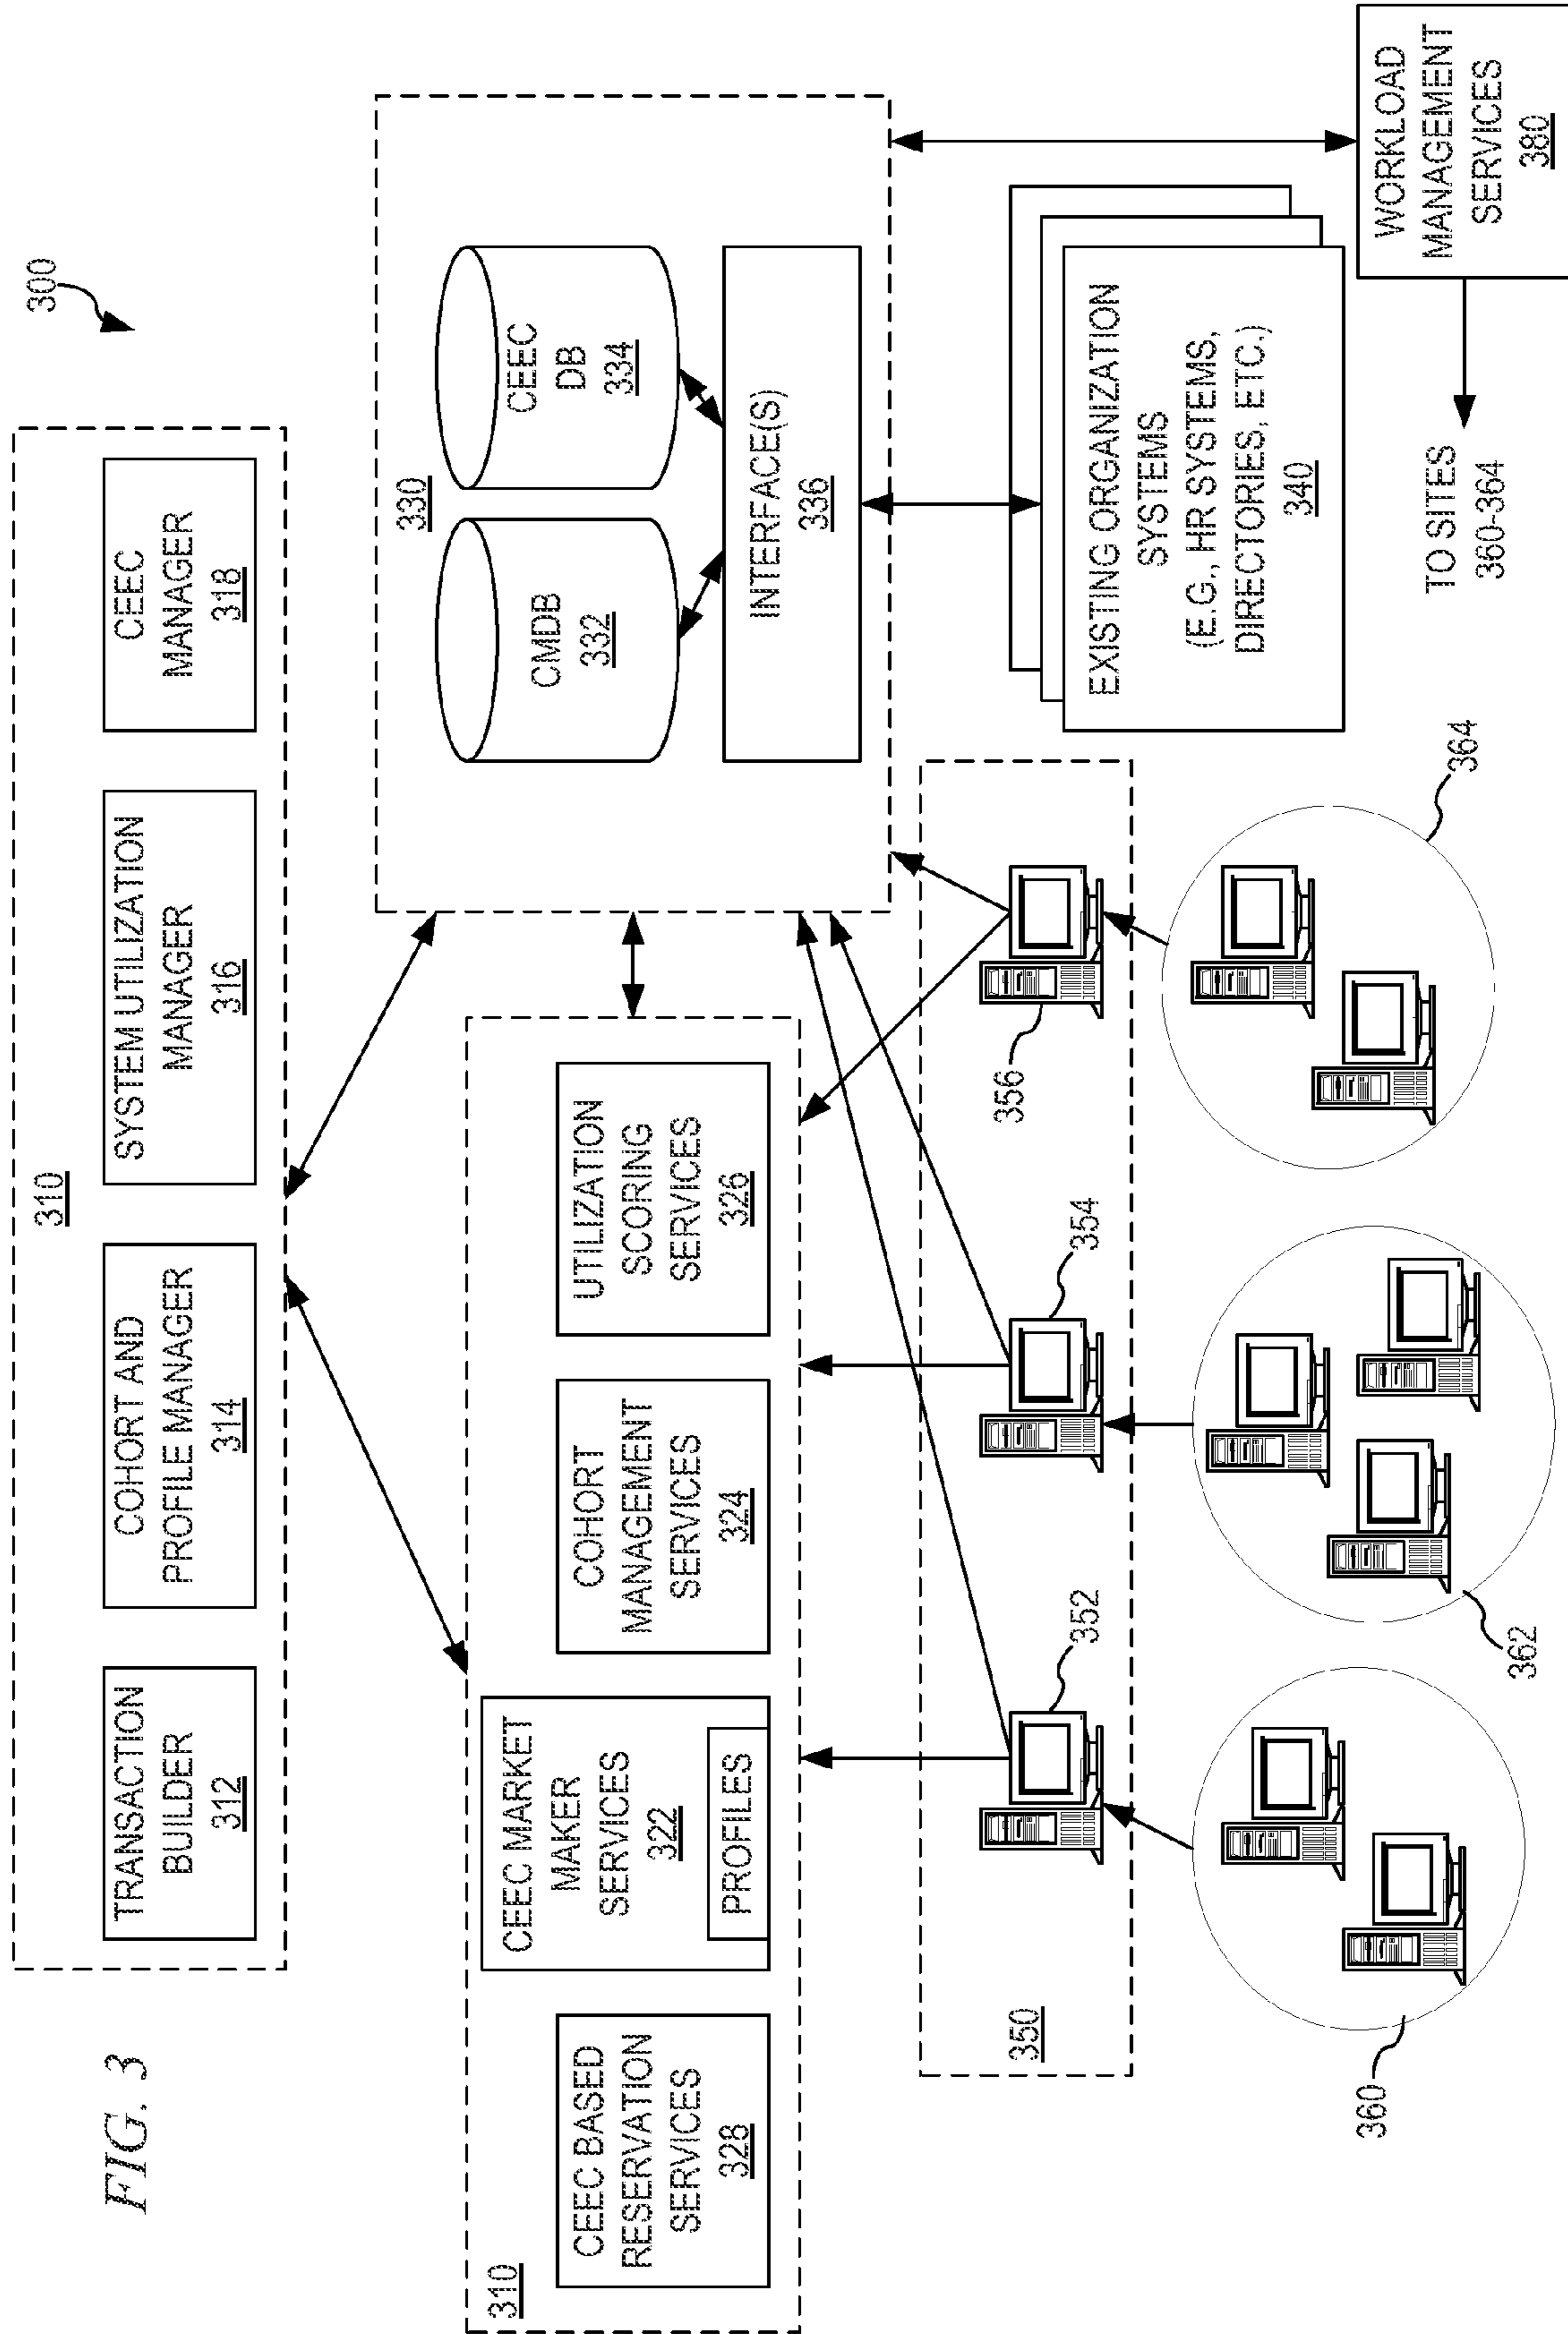 FIG. 3
300
310
TRANSACTION
BUILDER
312
COHORT AND
PROFILE MANAGER
314
SYSTEM UTILIZATION
MANAGER
316
CEEC
MANAGER
318
310
CEEC BASED
RESERVATION
SERVICES
328
CEEC MARKET
MAKER
SERVICES
322
PROFILES
COHORT
MANAGEMENT
SERVICES
324
UTILIZATION
SCORING
SERVICES
326
330
CMDB
332
CEEC
DB
334
INTERFACE(S)
336
350
352
354
356
EXISTING ORGANIZATION
SYSTEMS
(E.G., HR SYSTEMS,
DIRECTORIES, ETC.)
340
360
362
364
TO SITES
360-364
WORKLOAD
MANAGEMENT
SERVICES
380